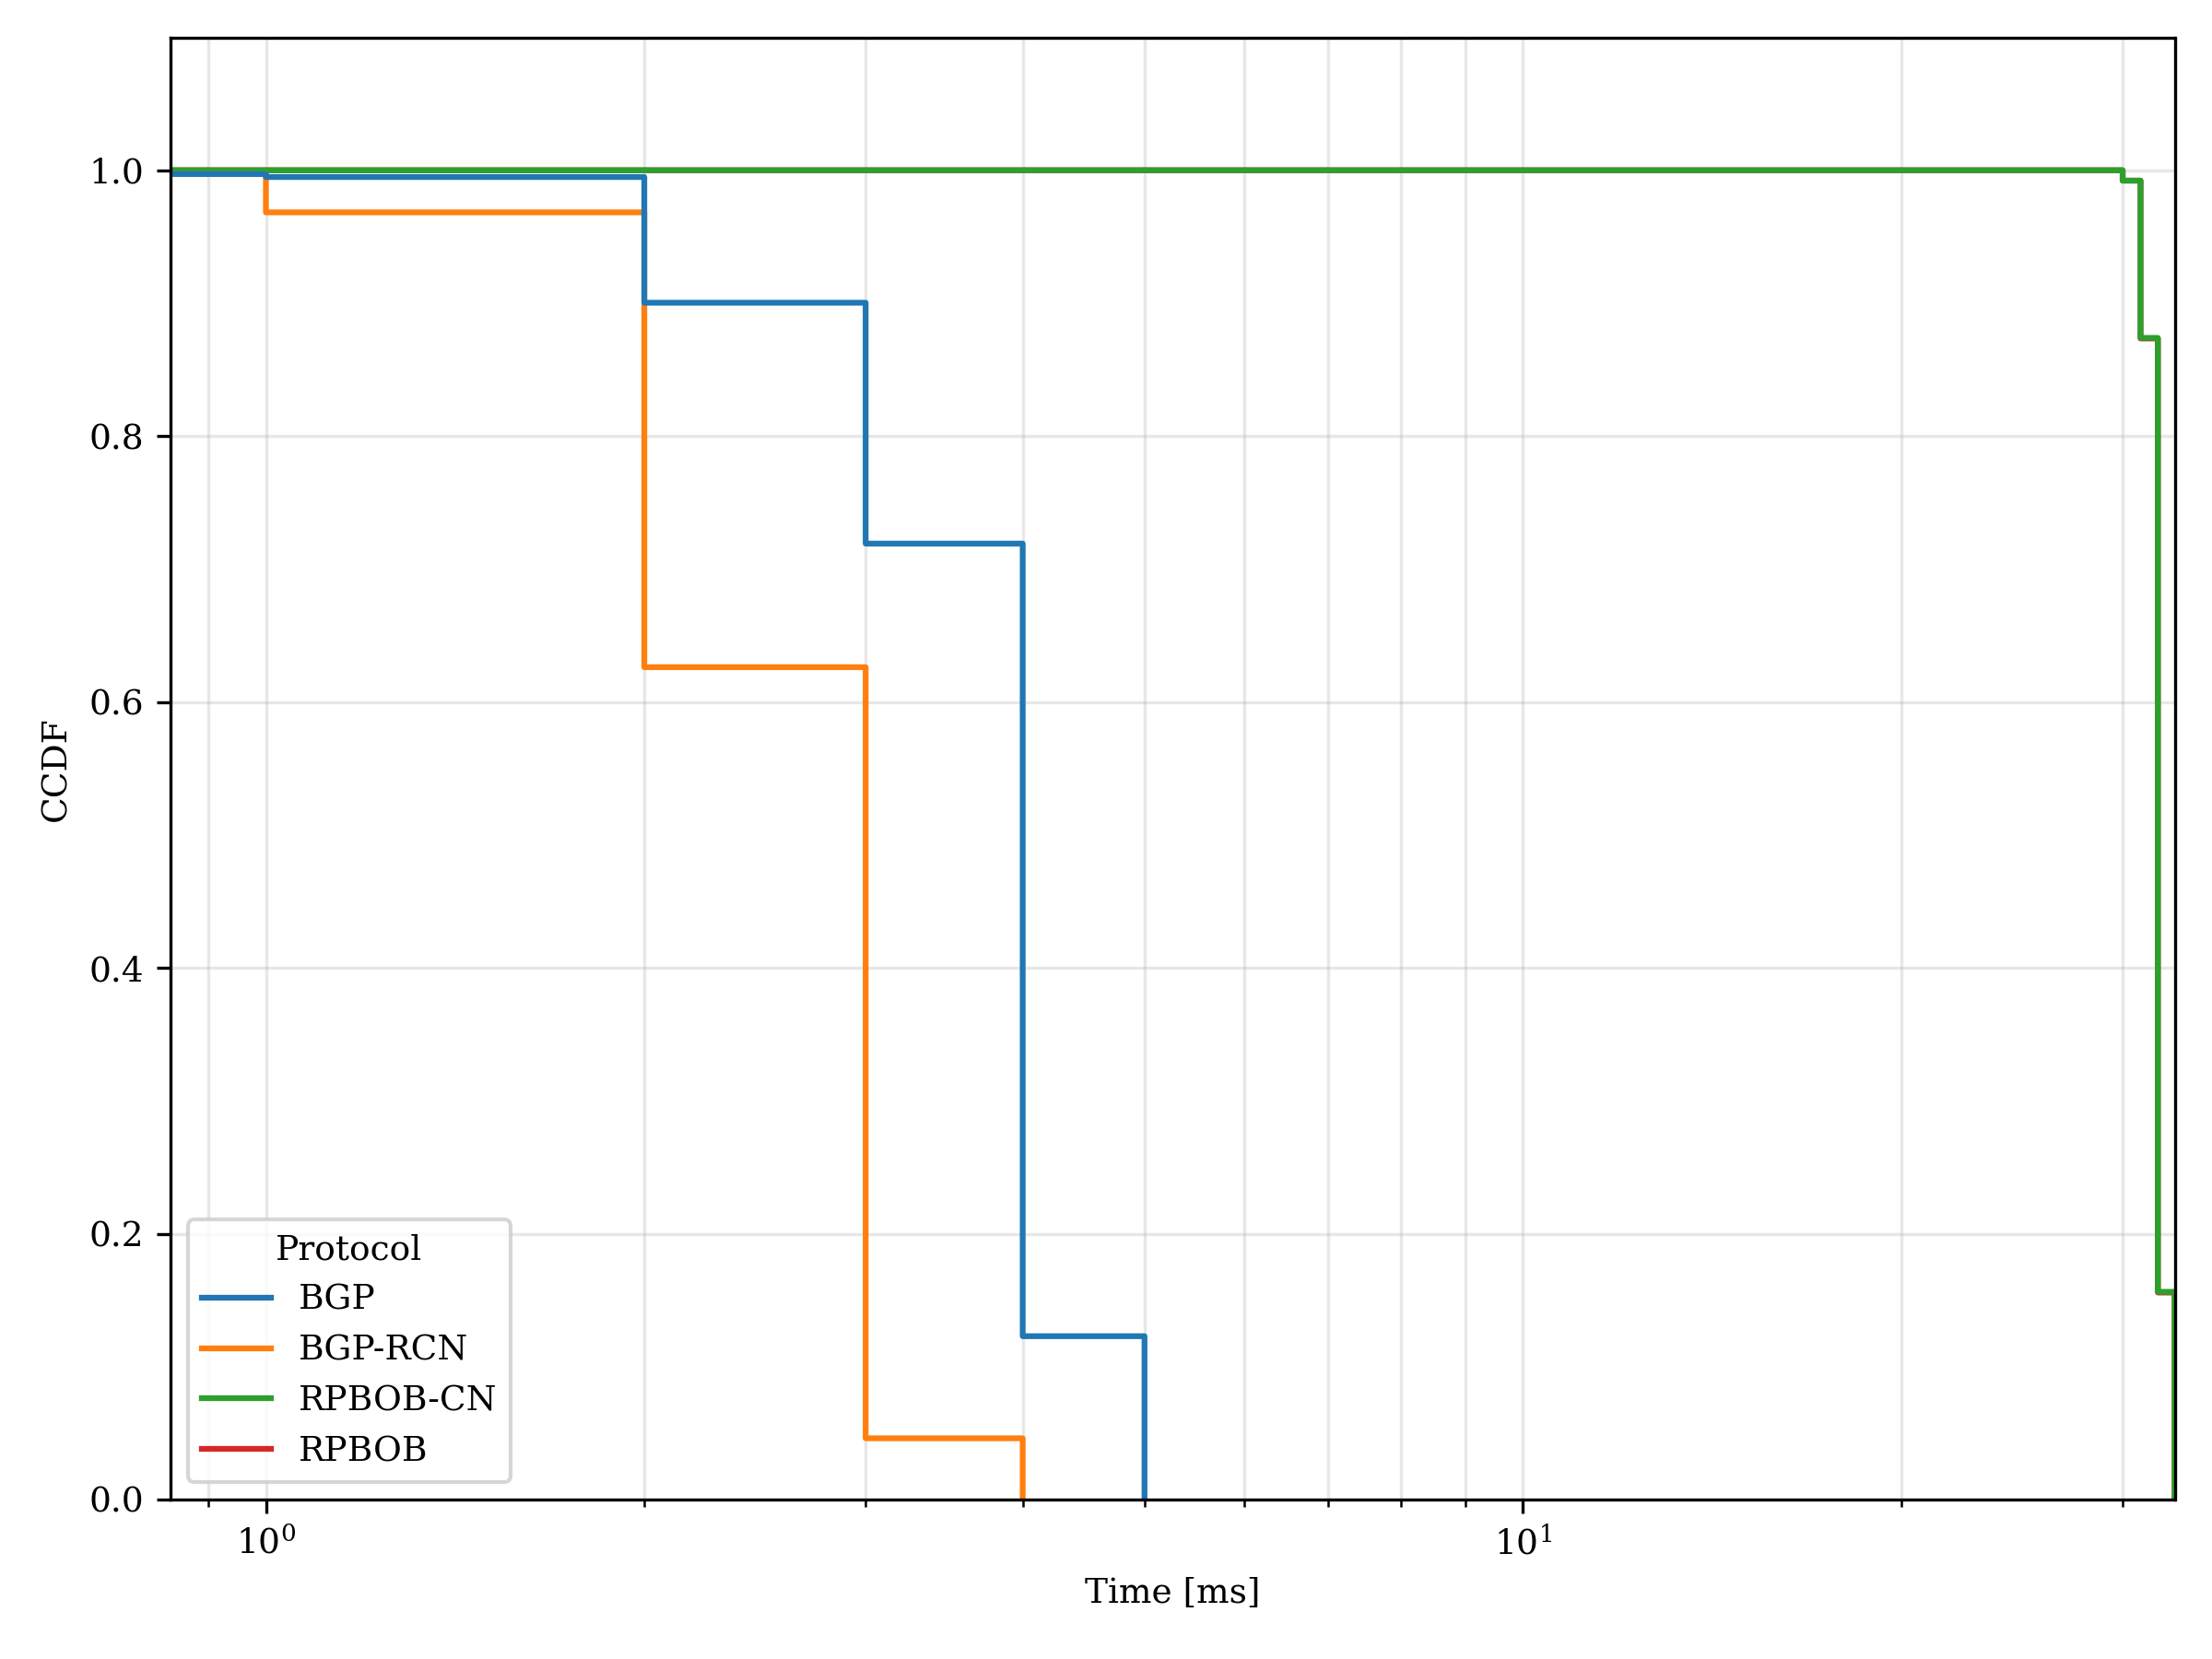 1.0
0.8
0.6
0.4
0.2
0.0
CCDF
Protocol
BGP
BGP-RCN
RPBOB-CN
RPBOB
10⁰
10¹
Time [ms]